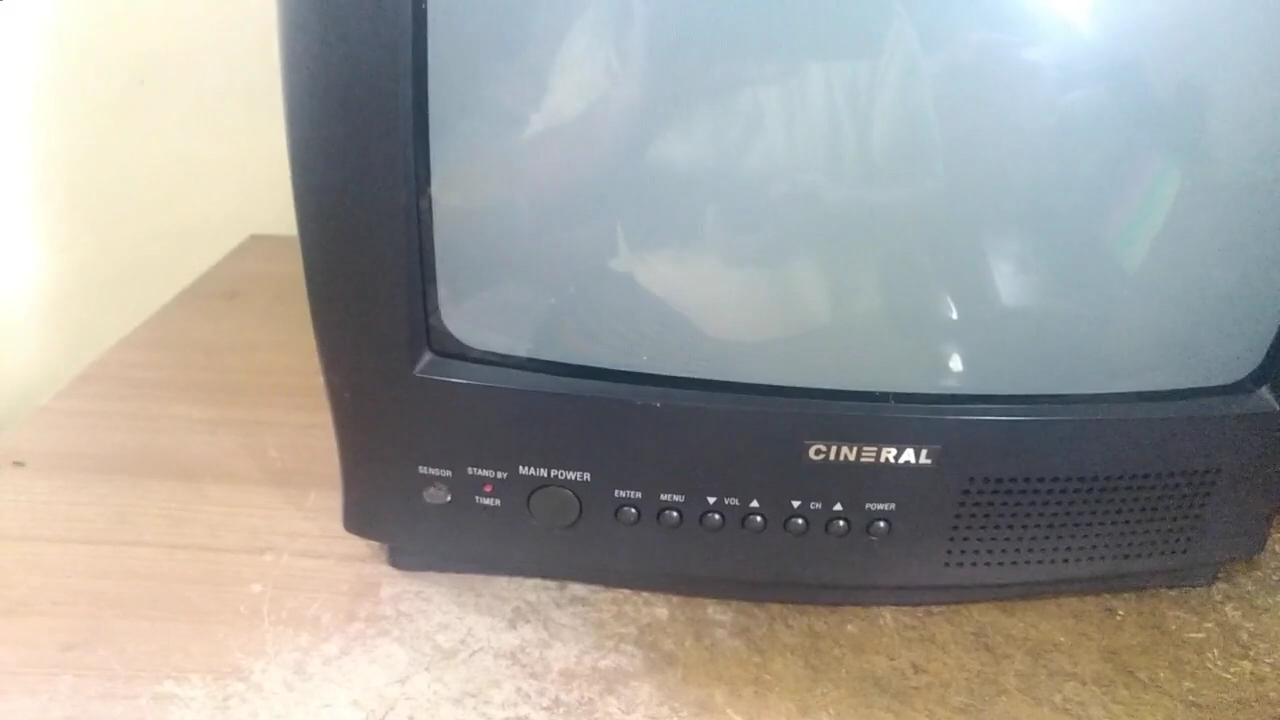 CINERAL
SENSOR
STAND BY
TIMER
MAIN POWER
ENTER
MENU
▼ VOL ▲
▼ CH ▲
POWER